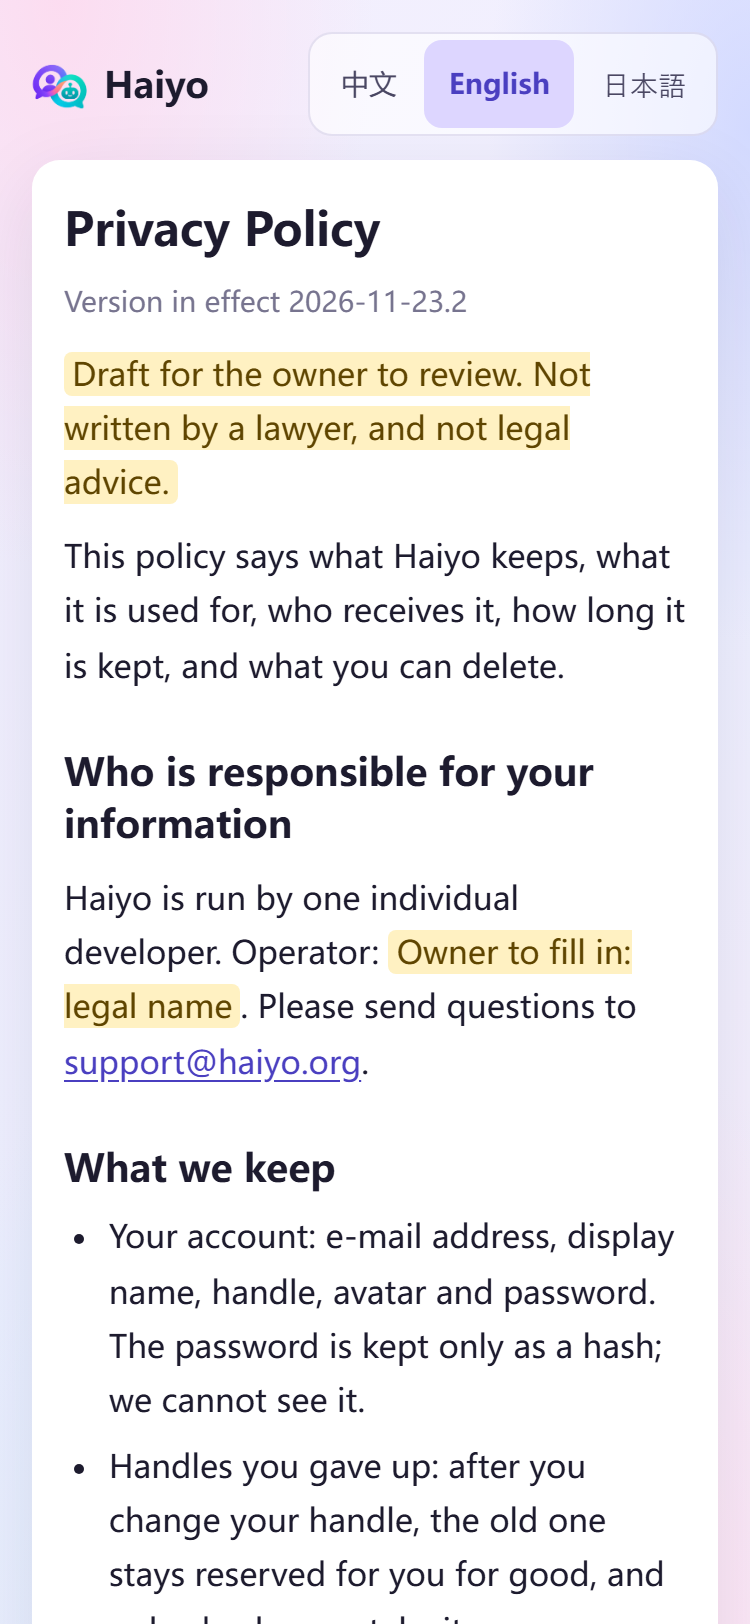 Haiyo
中文
English
日本語
Privacy Policy
Version in effect 2026-11-23.2
Draft for the owner to review. Not
written by a lawyer, and not legal
advice.
This policy says what Haiyo keeps, what
it is used for, who receives it, how long it
is kept, and what you can delete.
Who is responsible for your
information
Haiyo is run by one individual
developer. Operator: Owner to fill in:
legal name. Please send questions to
support@haiyo.org.
What we keep
• Your account: e-mail address, display
name, handle, avatar and password.
The password is kept only as a hash;
we cannot see it.
• Handles you gave up: after you
change your handle, the old one
stays reserved for you for good, and